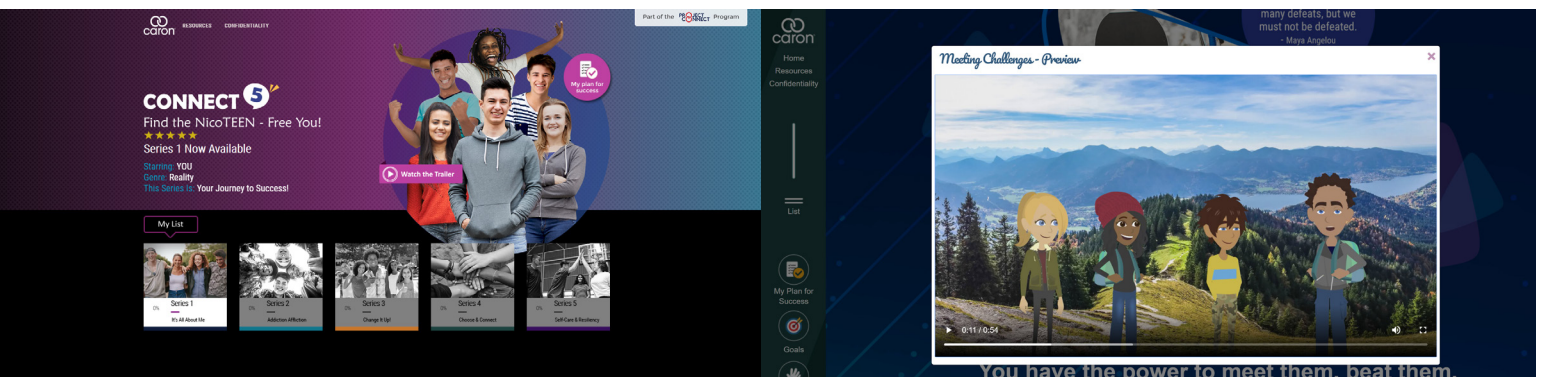 caron
RESOURCES
CONFIDENTIALITY
Part of the PROJECT CONNECT Program
CONNECT 5
Find the NicoTEEN - Free You!
Series 1 Now Available
Starring: YOU
Genre: Reality
This Series Is: Your Journey to Success!
My plan for
success
Watch the Trailer
My List
0%
Series 1
It's All About Me
0%
Series 2
Addiction Affliction
0%
Series 3
Change It Up!
0%
Series 4
Choose & Connect
0%
Series 5
Self-Care & Resiliency
caron
Home
Resources
Confidentiality
List
My Plan for
Success
Goals
many defeats, but we
must not be defeated.
- Maya Angelou
Meeting Challenges - Preview
0:11 / 0:54
You have the power to meet them, beat them,